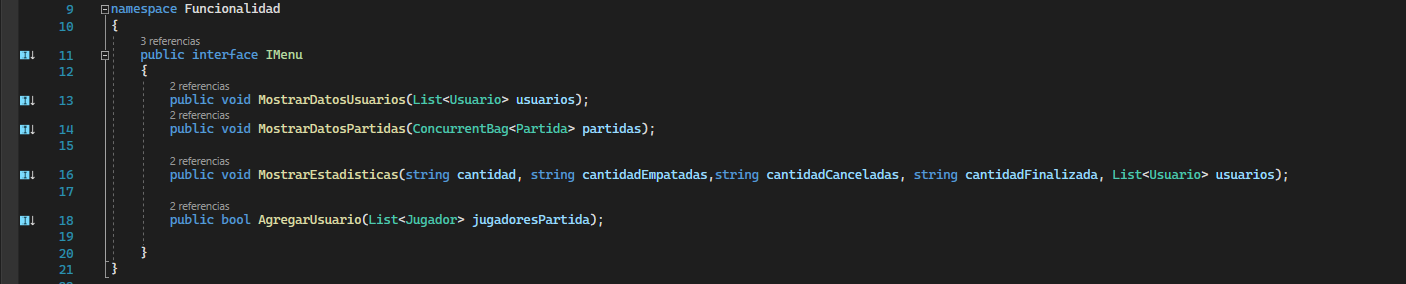 9 namespace Funcionalidad
10 {
3 referencias
11 public interface IMenu
12 {
2 referencias
13 public void MostrarDatosUsuarios(List<Usuario> usuarios);
2 referencias
14 public void MostrarDatosPartidas(ConcurrentBag<Partida> partidas);
15
2 referencias
16 public void MostrarEstadisticas(string cantidad, string cantidadEmpatadas,string cantidadCanceladas, string cantidadFinalizada, List<Usuario> usuarios);
17
2 referencias
18 public bool AgregarUsuario(List<Jugador> jugadoresPartida);
19
20 }
21 }